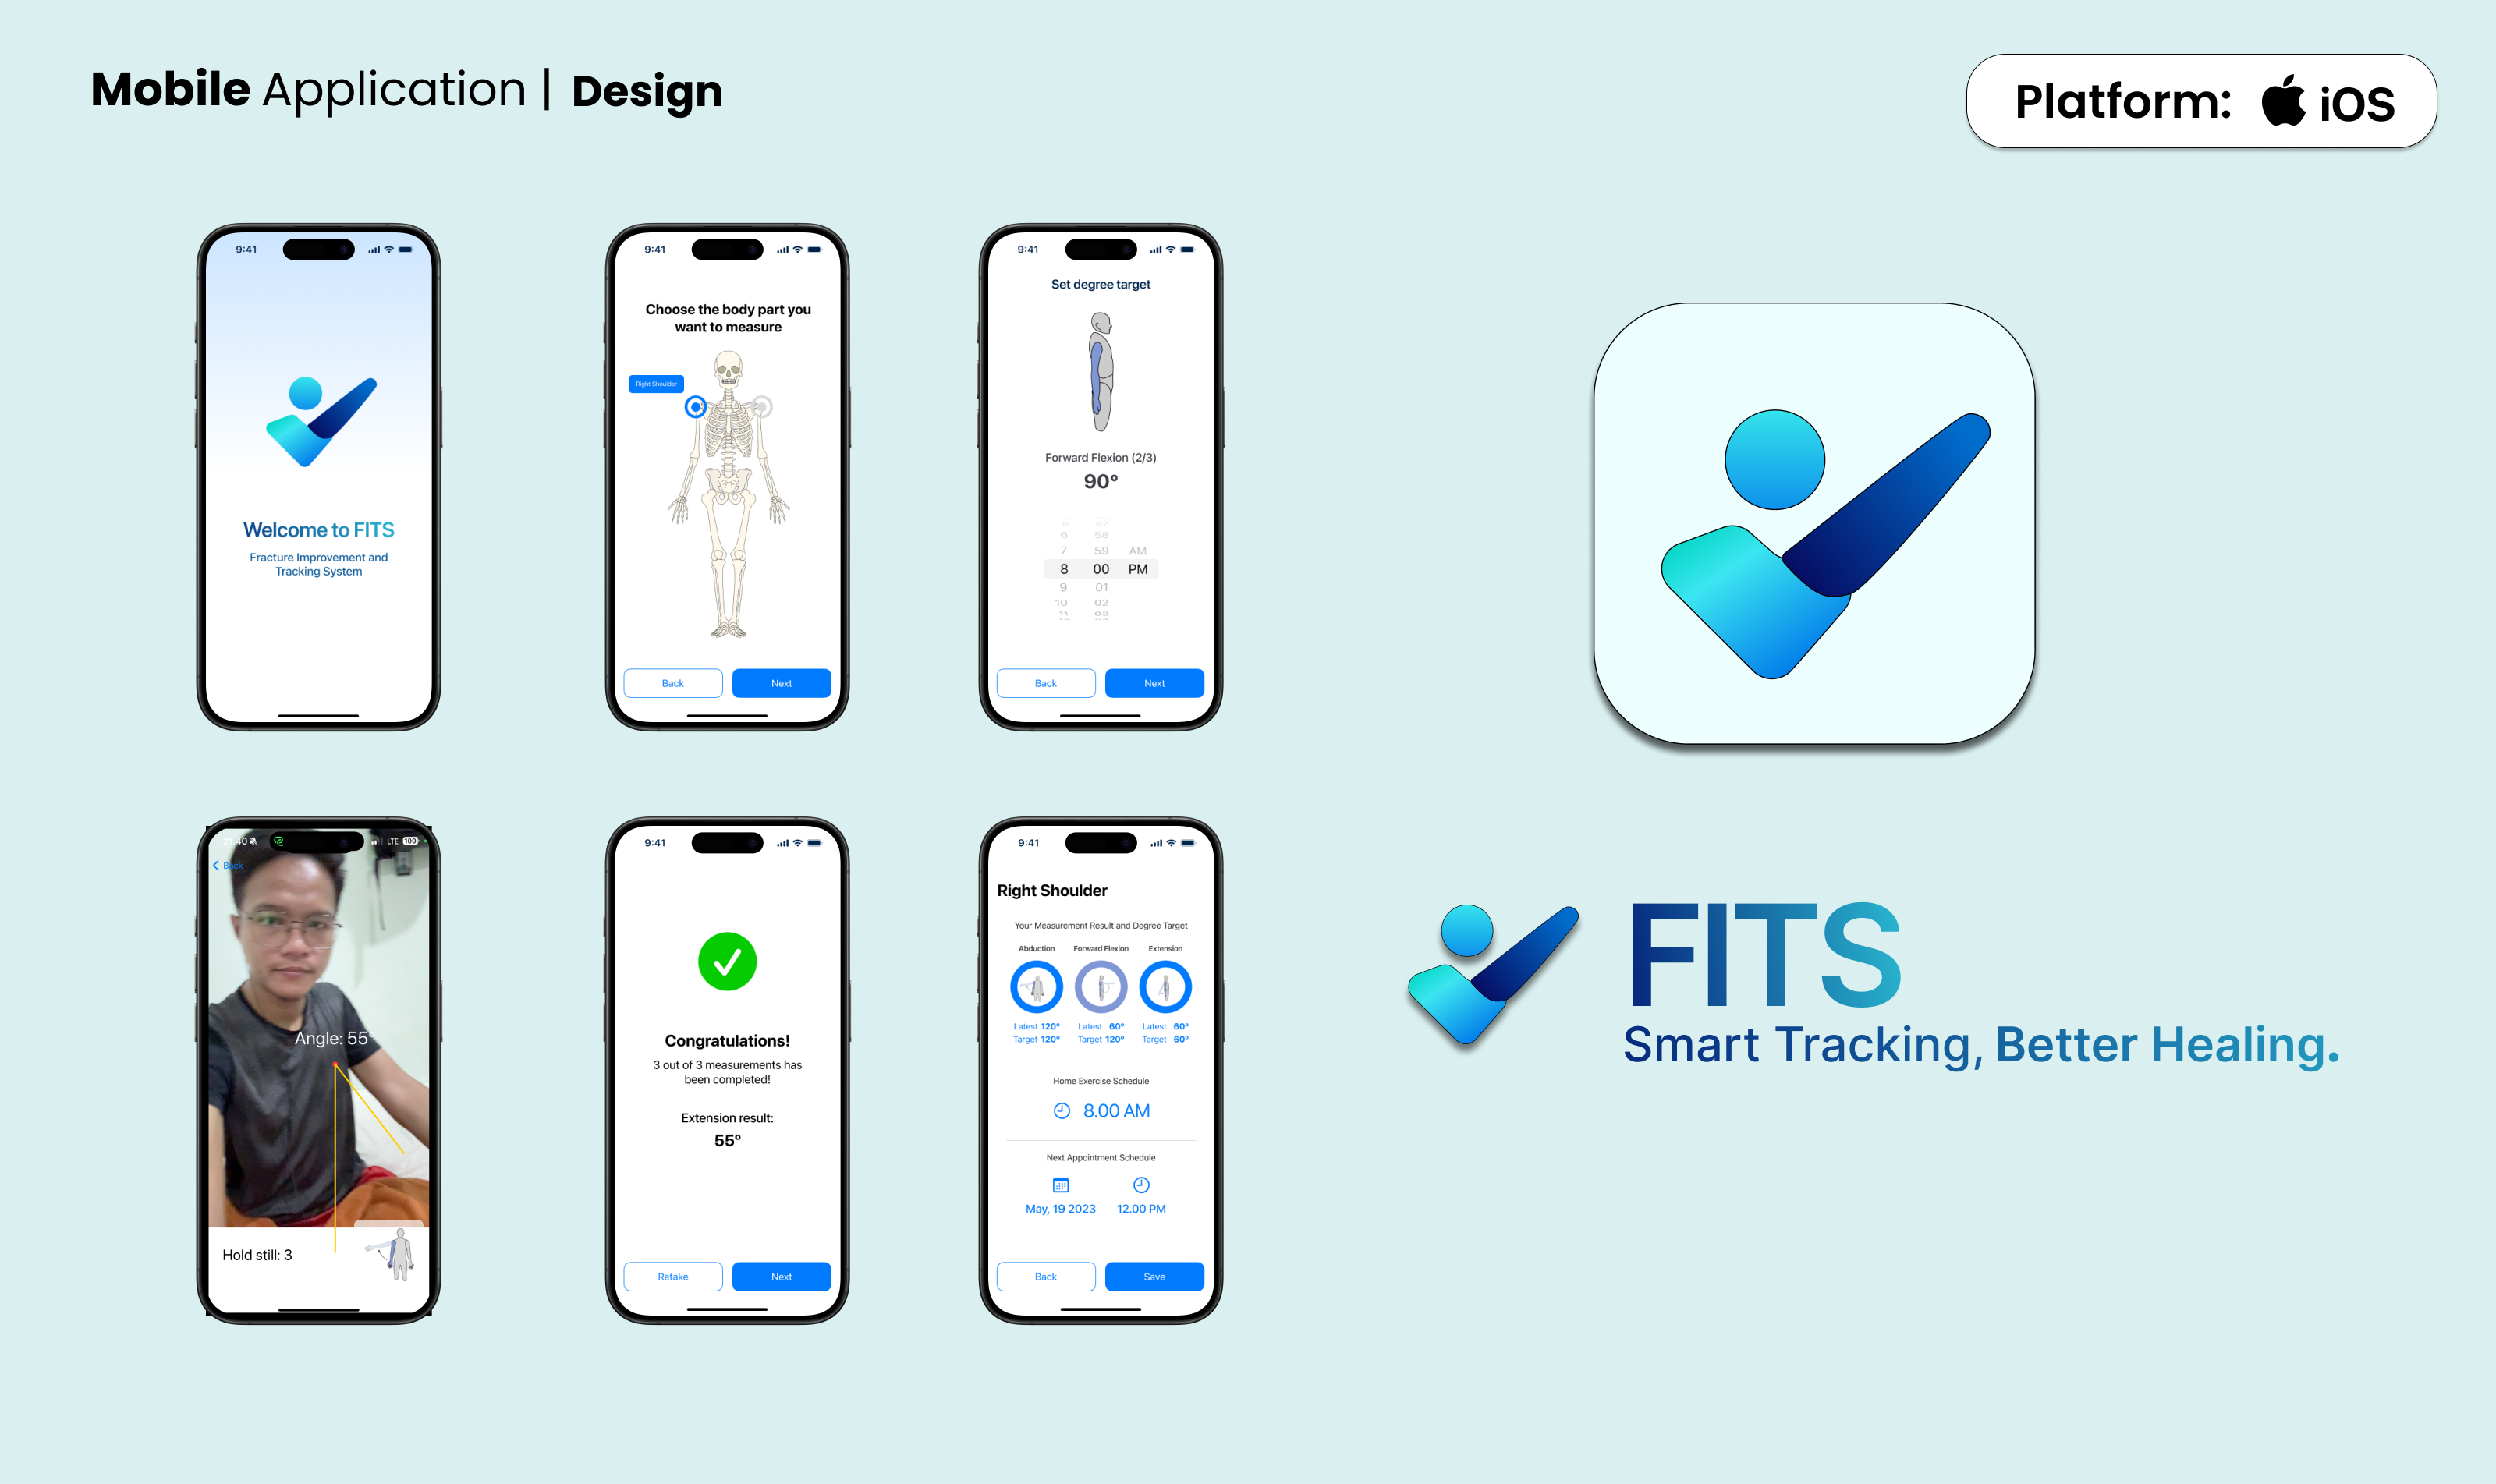 Mobile Application | Design
Platform: iOS
9:41
Welcome to FITS
Fracture Improvement and
Tracking System
9:41
Choose the body part you
want to measure
Right Shoulder
Back
Next
9:41
Set degree target
Forward Flexion (2/3)
90°
6 58
7 59 AM
8 00 PM
9 01
10 02
11 03
Back
Next
LTE 100
Back
Angle: 55°
Hold still: 3
9:41
Congratulations!
3 out of 3 measurements has
been completed!
Extension result:
55°
Retake
Next
9:41
Right Shoulder
Your Measurement Result and Degree Target
Abduction Forward Flexion Extension
Latest 120° Latest 60° Latest 60°
Target 120° Target 120° Target 60°
Home Exercise Schedule
8.00 AM
Next Appointment Schedule
May, 19 2023 12.00 PM
Back
Save
FITS
Smart Tracking, Better Healing.